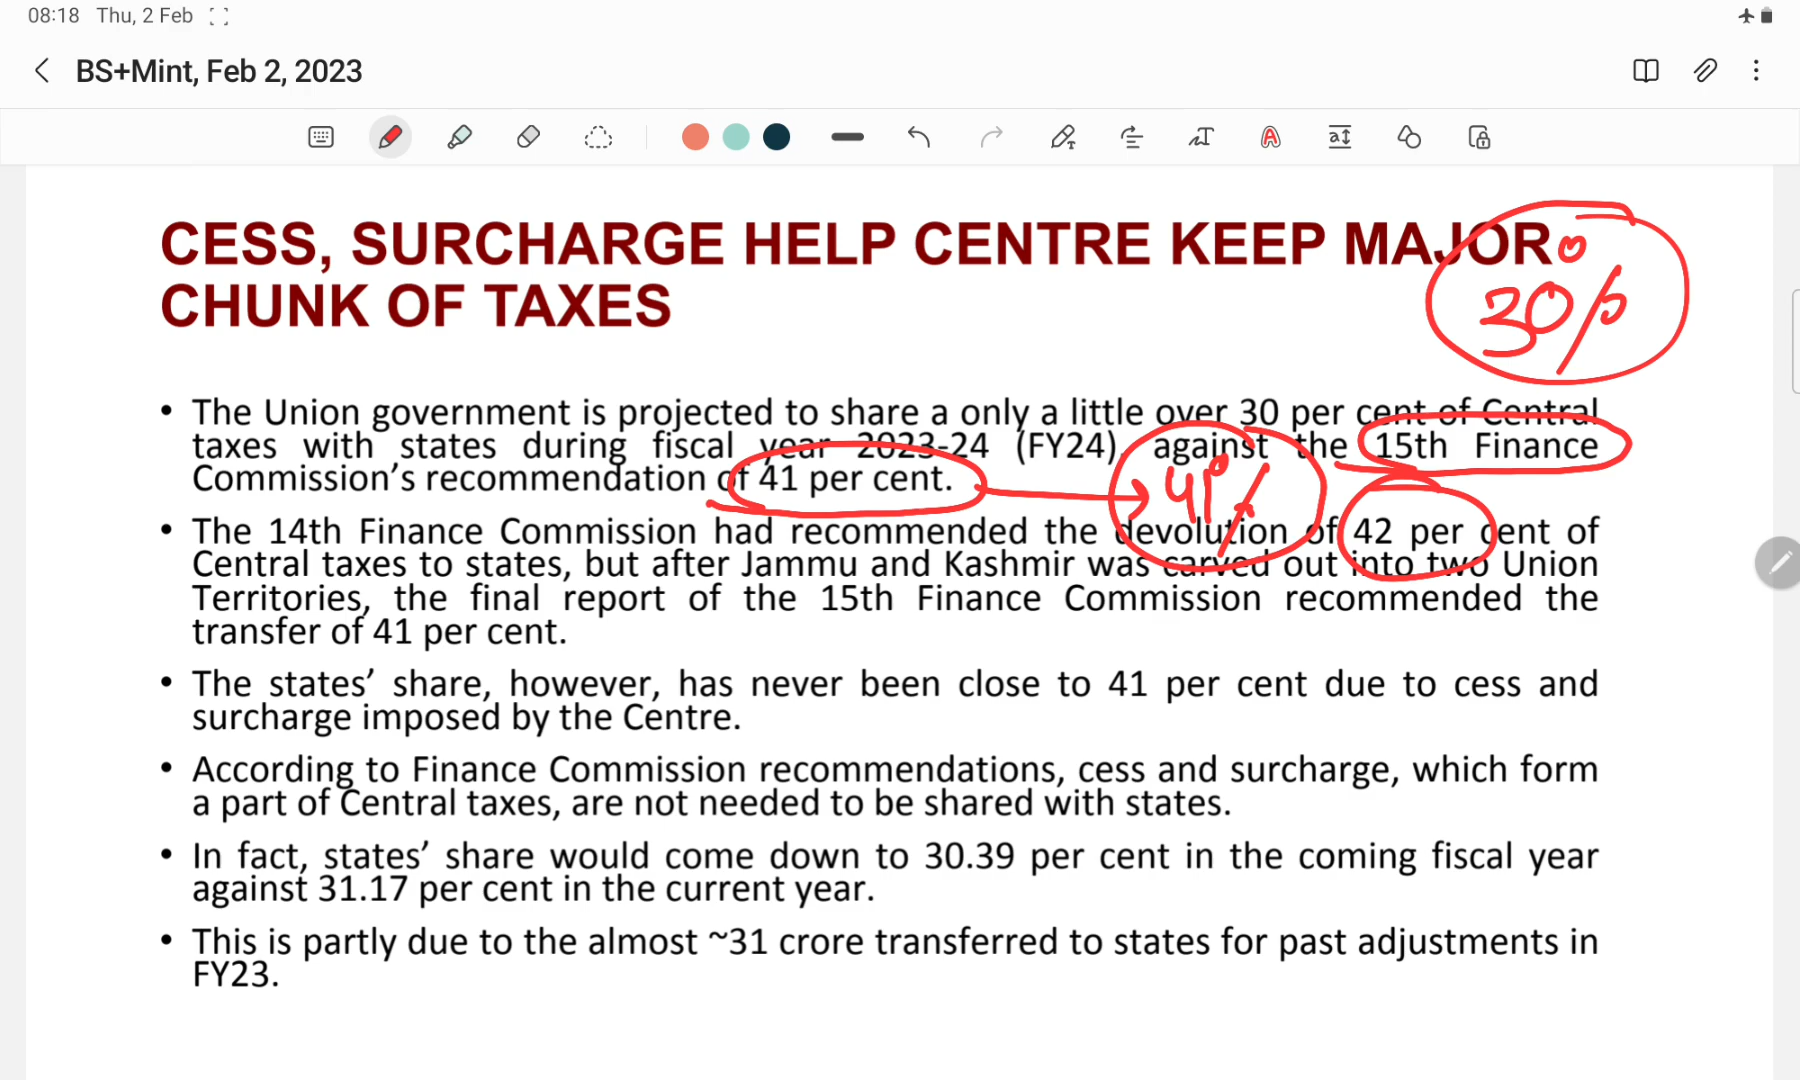 08:18 Thu, 2 Feb
BS+Mint, Feb 2, 2023
CESS, SURCHARGE HELP CENTRE KEEP MAJOR
CHUNK OF TAXES
30%
• The Union government is projected to share a only a little over 30 per cent of Central
taxes with states during fiscal year 2023-24 (FY24), against the 15th Finance
Commission's recommendation of 41 per cent.
41%
• The 14th Finance Commission had recommended the devolution of 42 per cent of
Central taxes to states, but after Jammu and Kashmir was carved out into two Union
Territories, the final report of the 15th Finance Commission recommended the
transfer of 41 per cent.
• The states' share, however, has never been close to 41 per cent due to cess and
surcharge imposed by the Centre.
• According to Finance Commission recommendations, cess and surcharge, which form
a part of Central taxes, are not needed to be shared with states.
• In fact, states' share would come down to 30.39 per cent in the coming fiscal year
against 31.17 per cent in the current year.
• This is partly due to the almost ~31 crore transferred to states for past adjustments in
FY23.